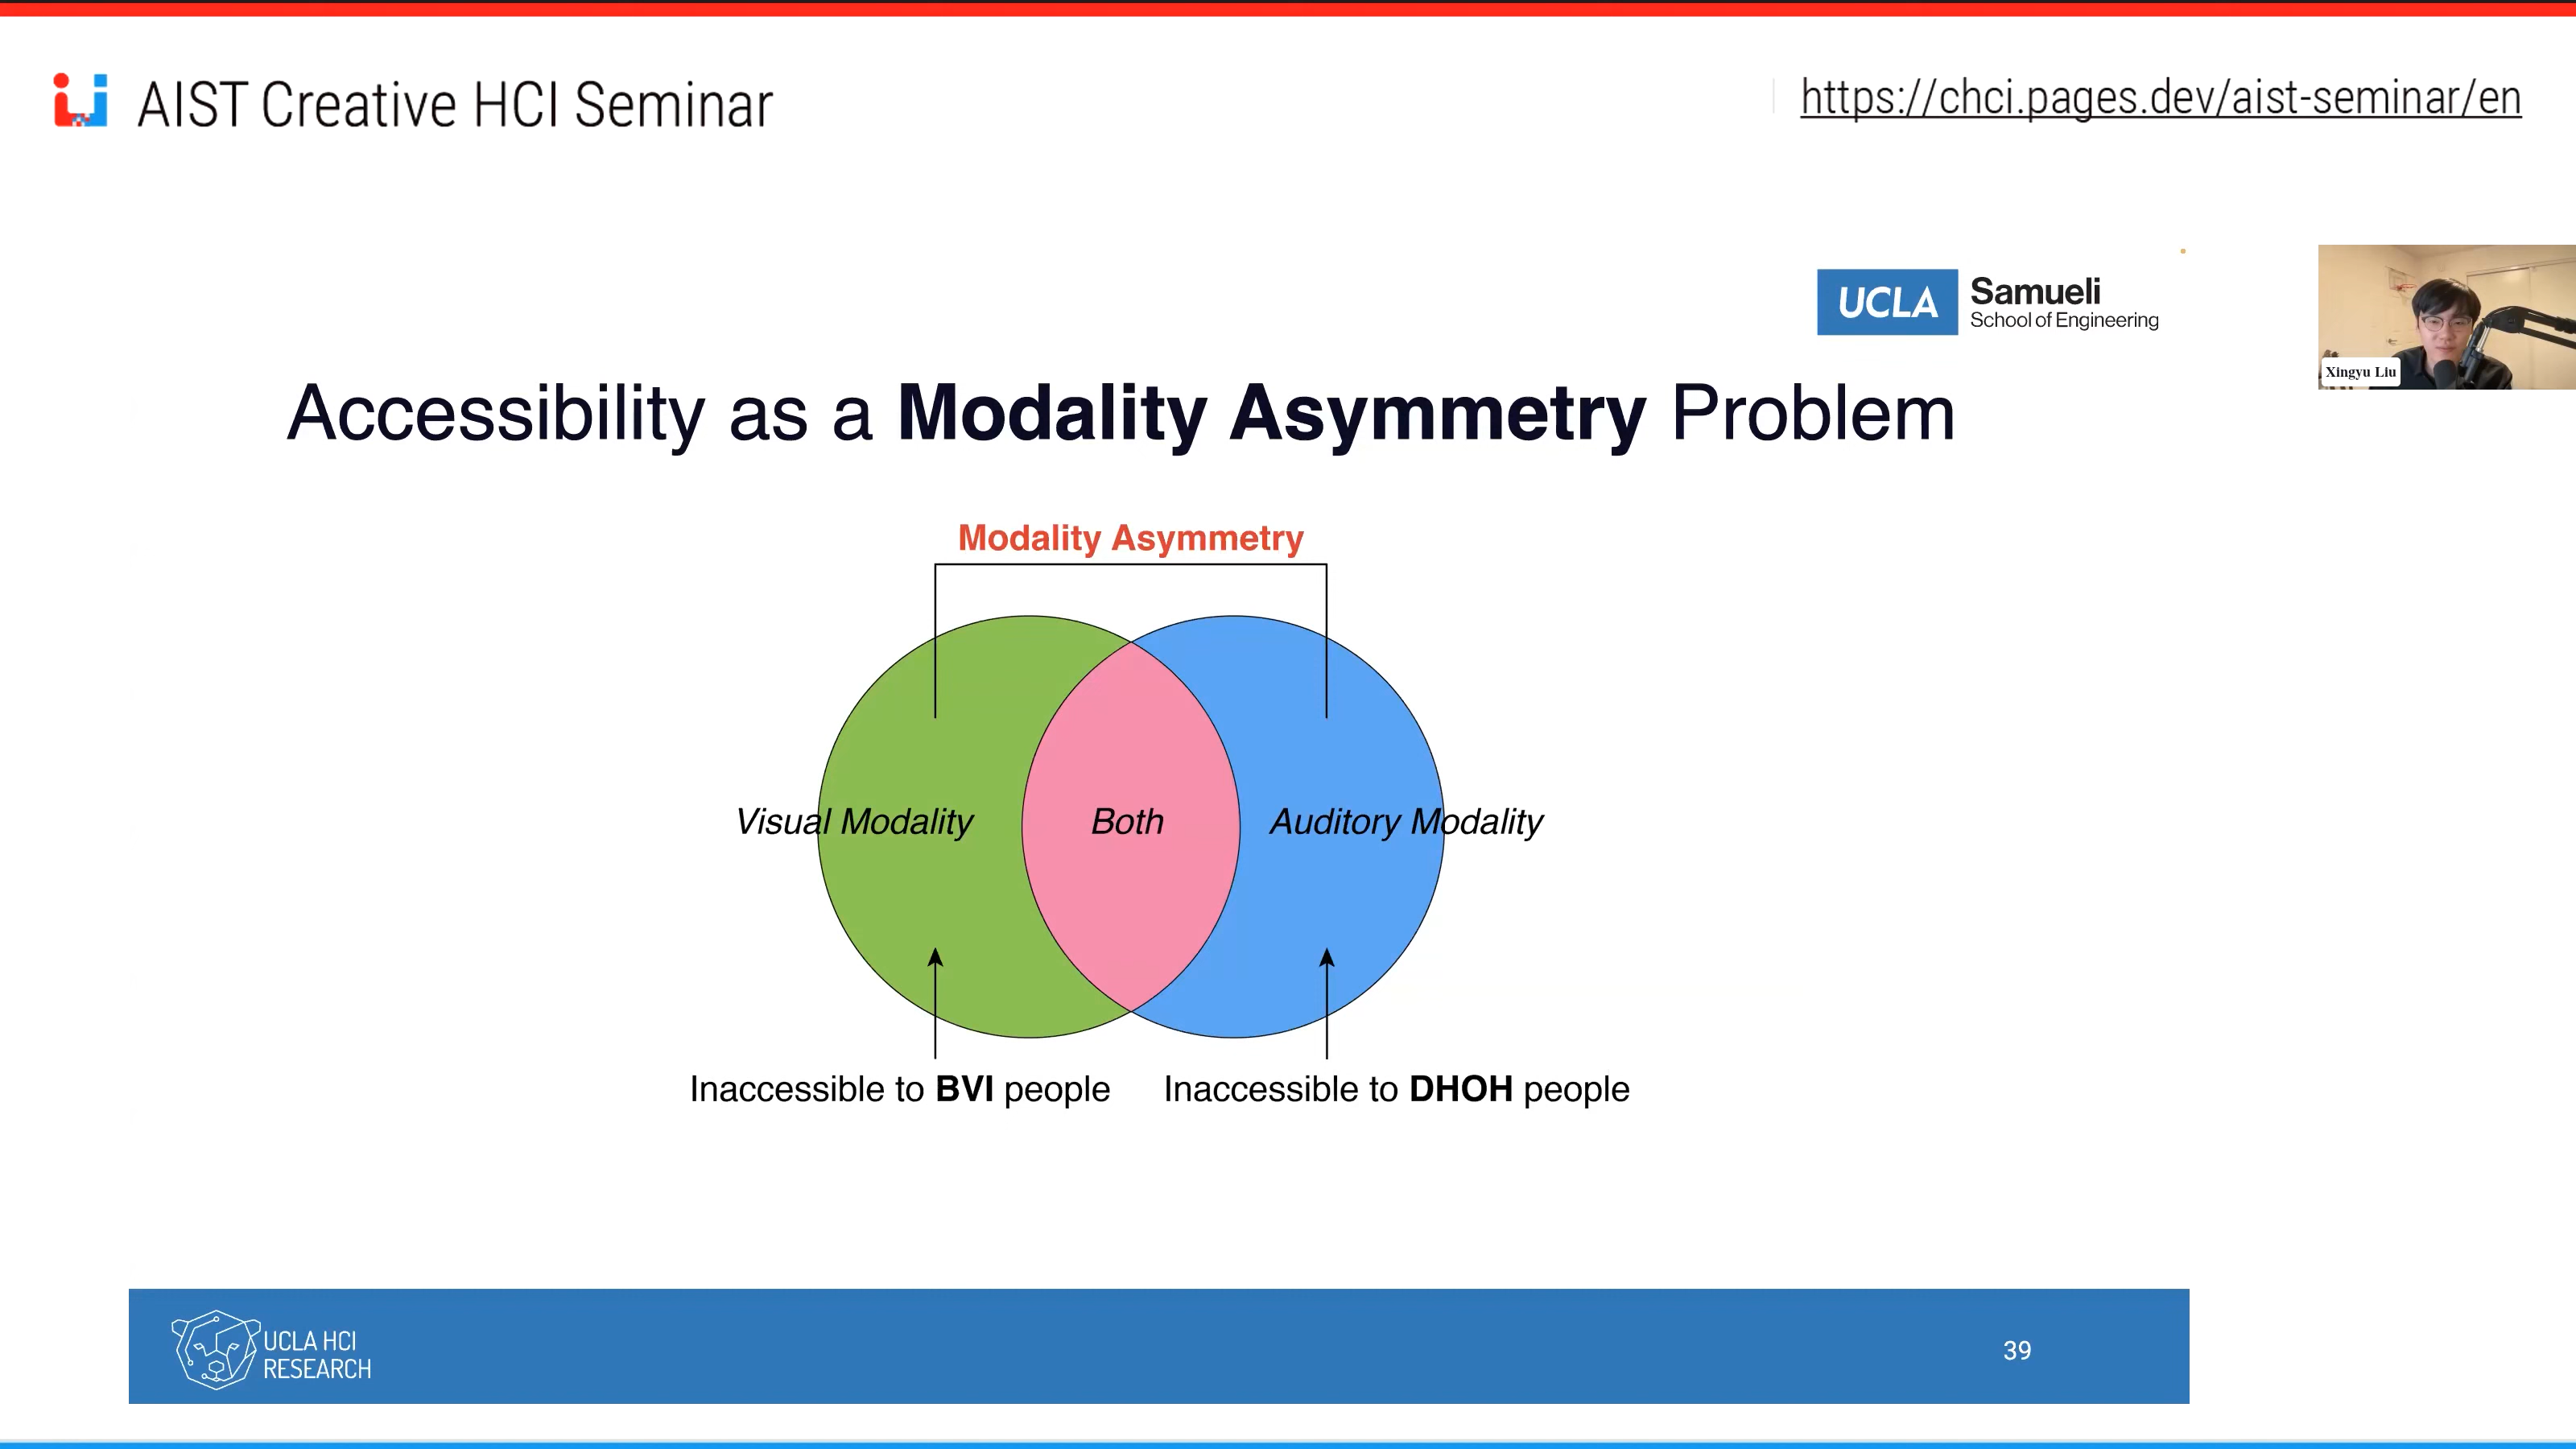 AIST Creative HCI Seminar
https://chci.pages.dev/aist-seminar/en
UCLA Samueli
School of Engineering
Xingyu Liu
Accessibility as a Modality Asymmetry Problem
Modality Asymmetry
Visual Modality
Both
Auditory Modality
Inaccessible to BVI people
Inaccessible to DHOH people
UCLA HCI
RESEARCH
39